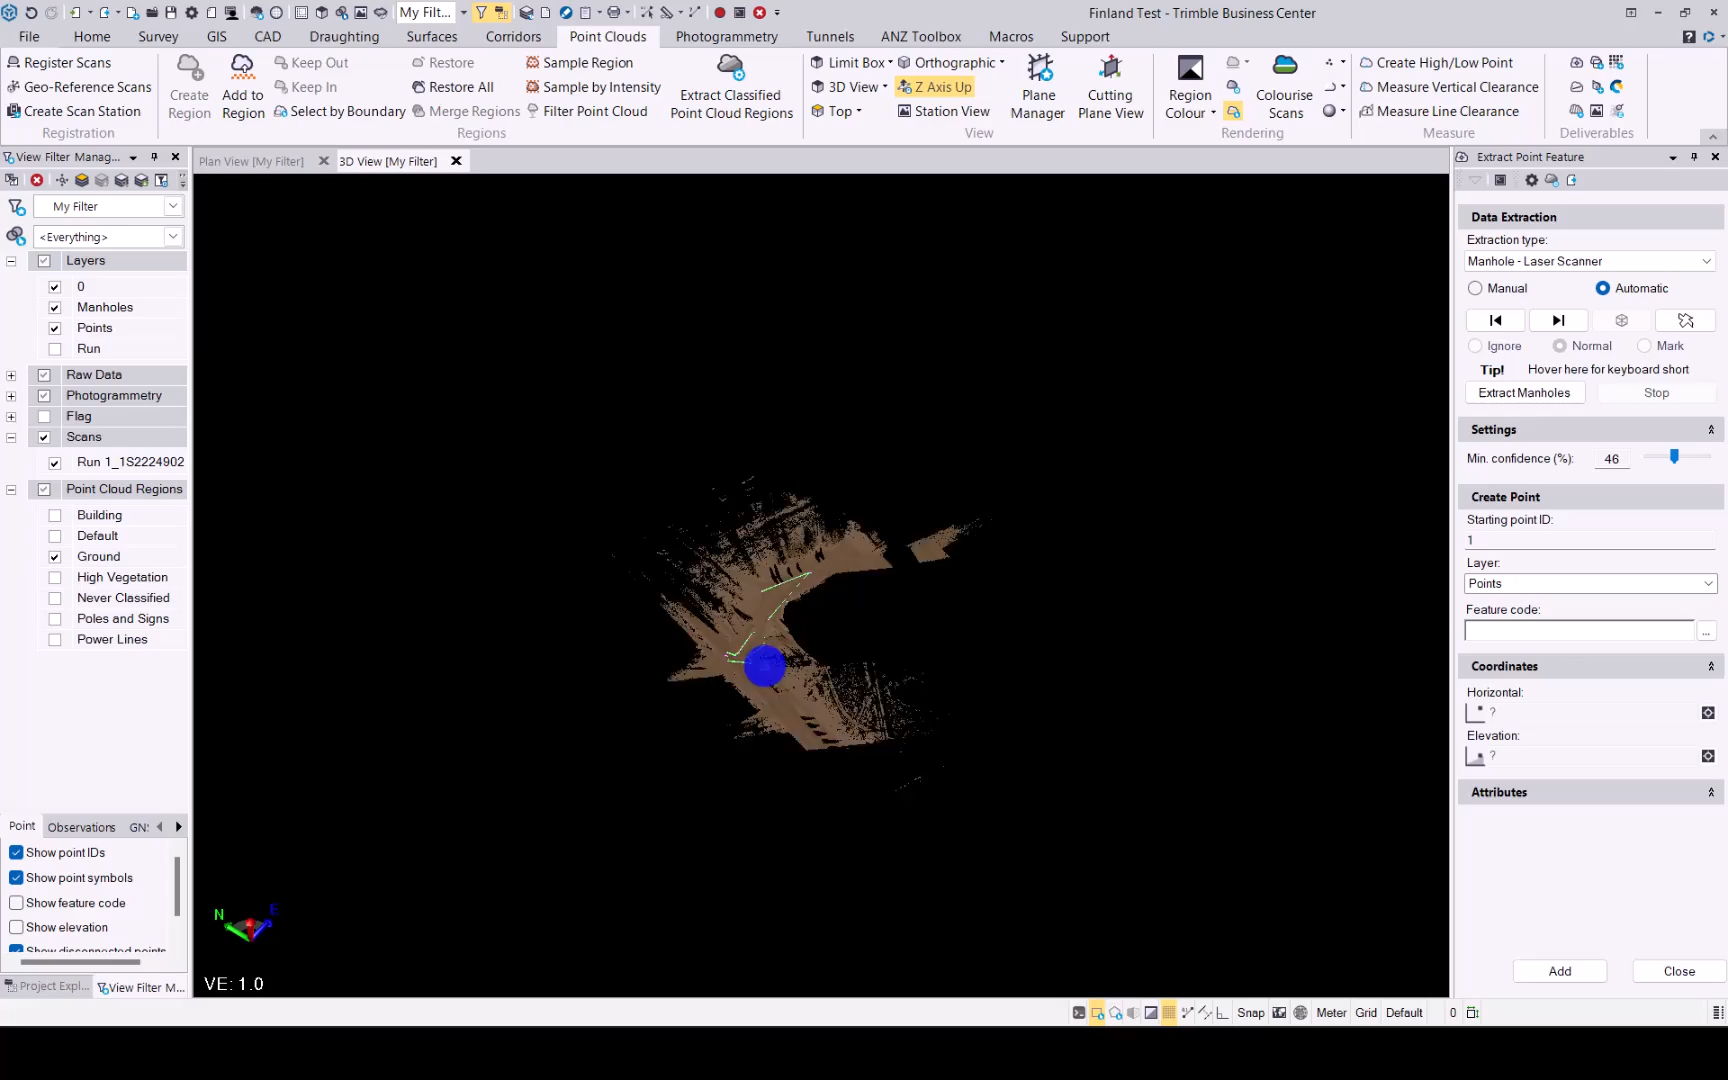 My Filt...
Finland Test - Trimble Business Center
File Home Survey GIS CAD Draughting Surfaces Corridors Point Clouds Photogrammetry Tunnels ANZ Toolbox Macros Support
Register Scans
Geo-Reference Scans
Create Scan Station
Registration
Create Region
Add to Region
Keep Out
Keep In
Select by Boundary
Restore
Restore All
Merge Regions
Regions
Sample Region
Sample by Intensity
Filter Point Cloud
Extract Classified Point Cloud Regions
Limit Box
3D View
Top
Orthographic
Z Axis Up
Station View
View
Plane Manager
Cutting Plane View
Region Colour
Colourise Scans
Rendering
Create High/Low Point
Measure Vertical Clearance
Measure Line Clearance
Measure
Deliverables
View Filter Manag...
My Filter
<Everything>
Layers
0
Manholes
Points
Run
Raw Data
Photogrammetry
Flag
Scans
Run 1_1S2224902
Point Cloud Regions
Building
Default
Ground
High Vegetation
Never Classified
Poles and Signs
Power Lines
Point Observations GN:
Show point IDs
Show point symbols
Show feature code
Show elevation
Show disconnected points
Project Expl... View Filter M...
Plan View [My Filter] 3D View [My Filter]
N E
VE: 1.0
Extract Point Feature
Data Extraction
Extraction type:
Manhole - Laser Scanner
Manual Automatic
Ignore Normal Mark
Tip! Hover here for keyboard short
Extract Manholes Stop
Settings
Min. confidence (%): 46
Create Point
Starting point ID:
1
Layer:
Points
Feature code:
...
Coordinates
Horizontal:
?
Elevation:
?
Attributes
Add Close
Snap Meter Grid Default 0